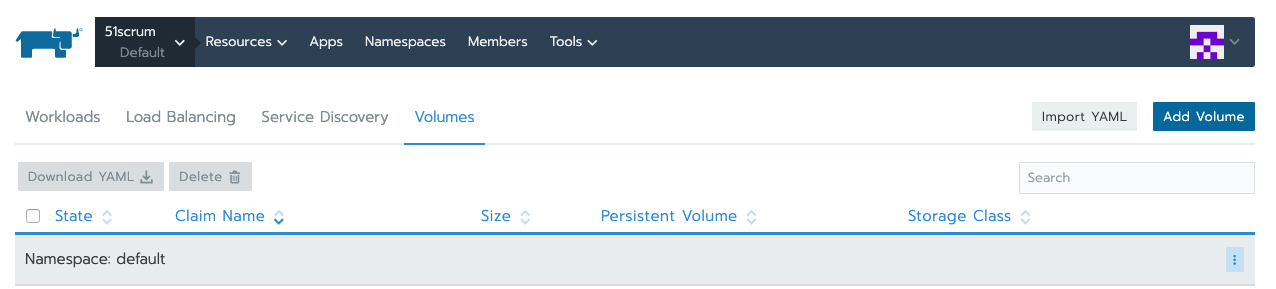 51scrum
Default
Resources
Apps
Namespaces
Members
Tools
Workloads
Load Balancing
Service Discovery
Volumes
Import YAML
Add Volume
Download YAML
Delete
Search
State
Claim Name
Size
Persistent Volume
Storage Class
Namespace: default